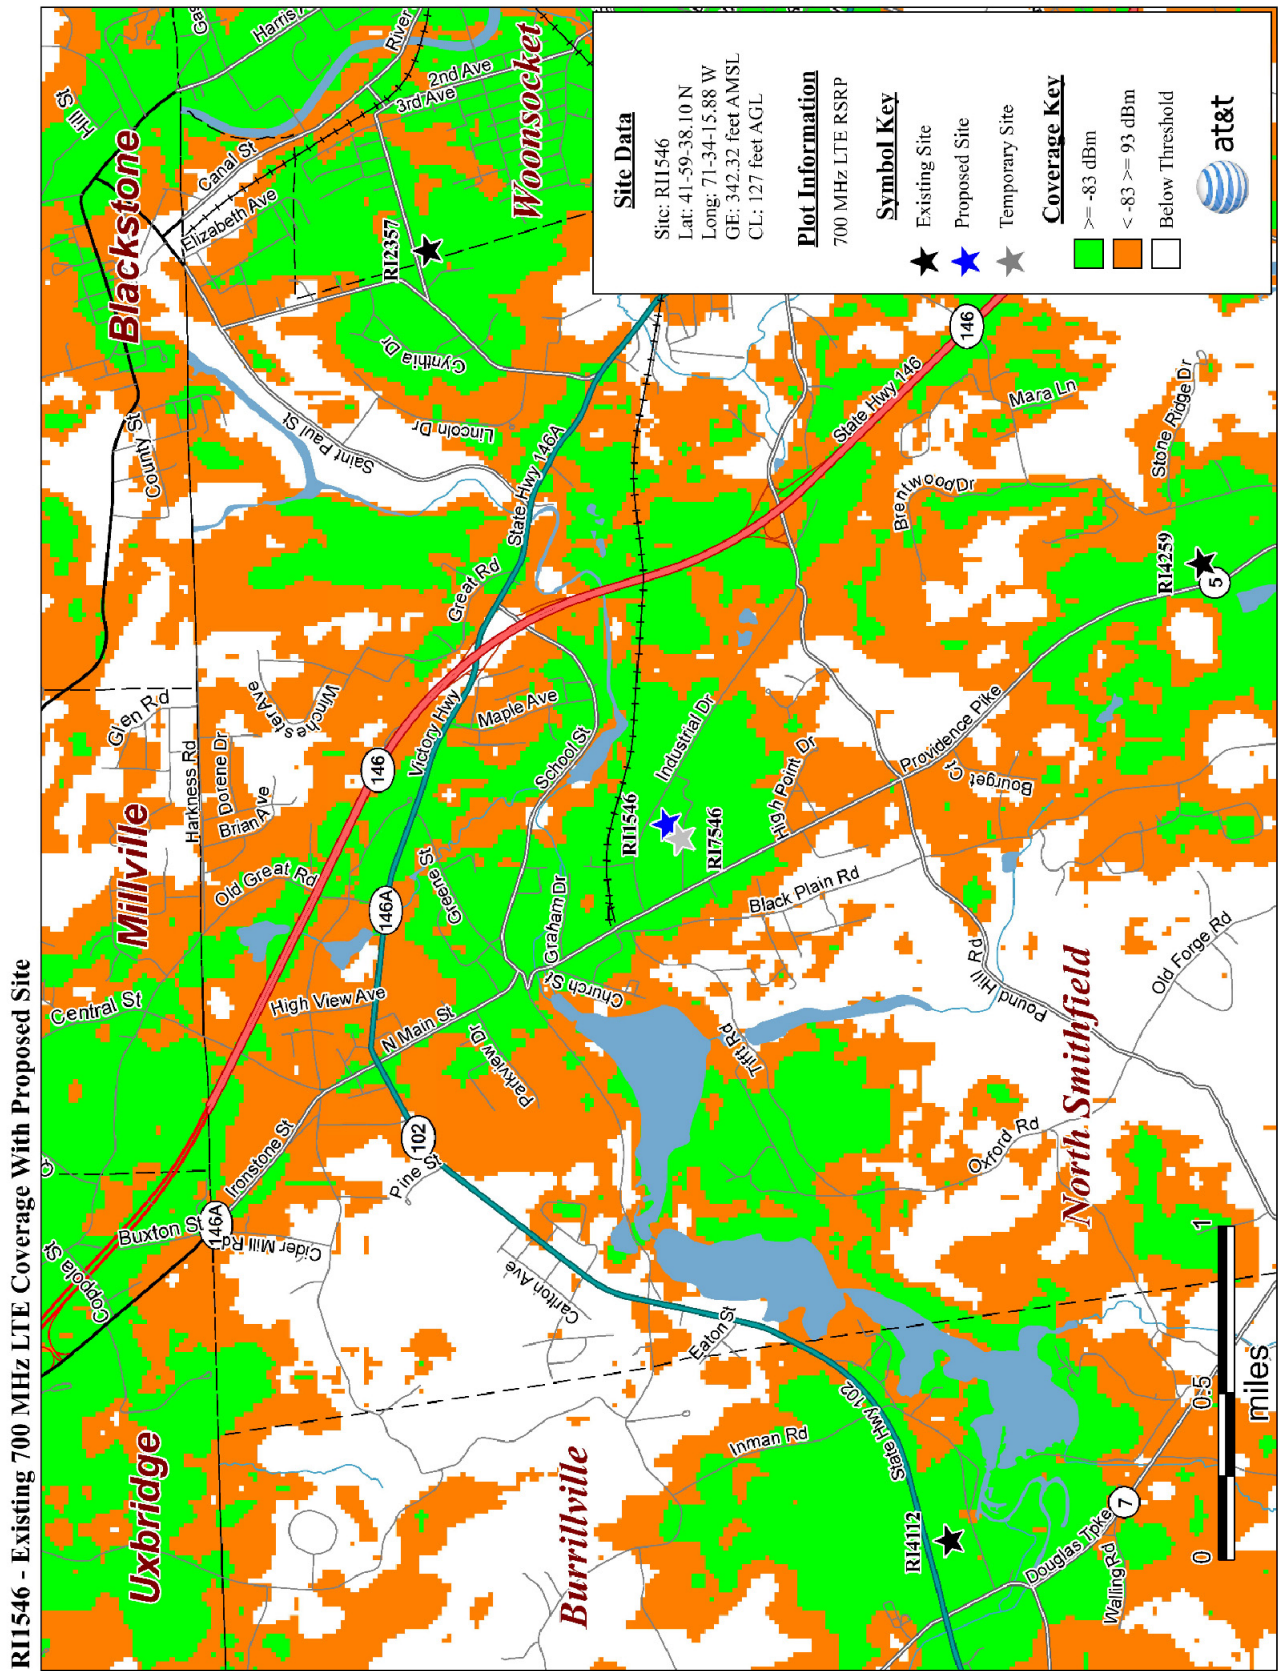 RI1546 - Existing 700 MHz LTE Coverage With Proposed Site
Uxbridge
Millville
Blackstone
Woonsocket
Burrillville
North Smithfield
Coppola St
Buxton St
146A
Cider Mill Rd
Ironstone St
Central St
Old Great Rd
Harkness Rd
Glen Rd
Dorene Dr
Brian Ave
Winchester Ave
County St
Hill St
Harris
River
Canal St
Elizabeth Ave
2nd Ave
3rd Ave
RI2357
Cynthia Dr
Lincoln Dr
Saint Paul St
State Hwy 146A
Great Rd
146
Victory Hwy
Maple Ave
School St
146A
High View Ave
N Main St
Greene St
Parkview Dr
Graham Dr
Church St
102
Pine St
Carlton Ave
Eaton St
Tifft Rd
RI1546
RI7546
Industrial Dr
High Point Dr
Black Plain Rd
Providence Pike
Bourget Ct
Pound Hill Rd
Old Forge Rd
Oxford Rd
State Hwy 146
146
Mara Ln
Brentwood Dr
Stone Ridge Dr
RI4259
5
Inman Rd
State Hwy 102
RI4112
Douglas Tpke
Walling Rd
7
0
0.5
1
miles
Site Data
Site: RI1546
Lat: 41-59-38.10 N
Long: 71-34-15.88 W
GE: 342.32 feet AMSL
CL: 127 feet AGL
Plot Information
700 MHz LTE RSRP
Symbol Key
Existing Site
Proposed Site
Temporary Site
Coverage Key
>= -83 dBm
< -83 >= 93 dBm
Below Threshold
at&t